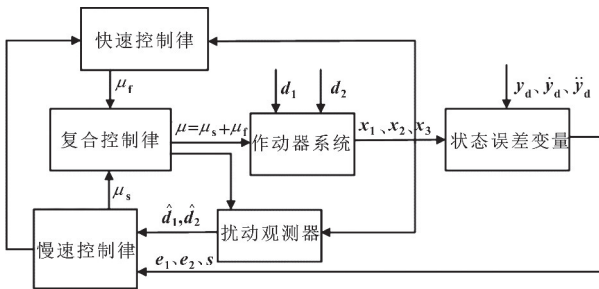 快速控制律
μf
d1 d2
yd、ẏd、ÿd
复合控制律
μ=μs+μf
作动器系统
x1、x2、x3
状态误差变量
μs
d̂1,d̂2
扰动观测器
慢速控制律
e1、e2、s